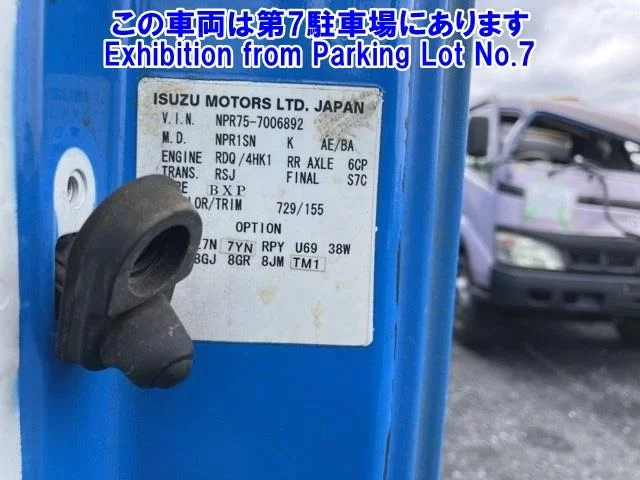 この車両は第7駐車場にあります
Exhibition from Parking Lot No.7
ISUZU MOTORS LTD. JAPAN
V.I.N. NPR75-7006892
M.D. NPR1SN K AE/BA
ENGINE RDQ/4HK1 RR AXLE 6CP
TRANS. RSJ FINAL S7C
BXP
/TRIM 729/155
OPTION
7YN RPY U69 38W
8GR 8JM TM1